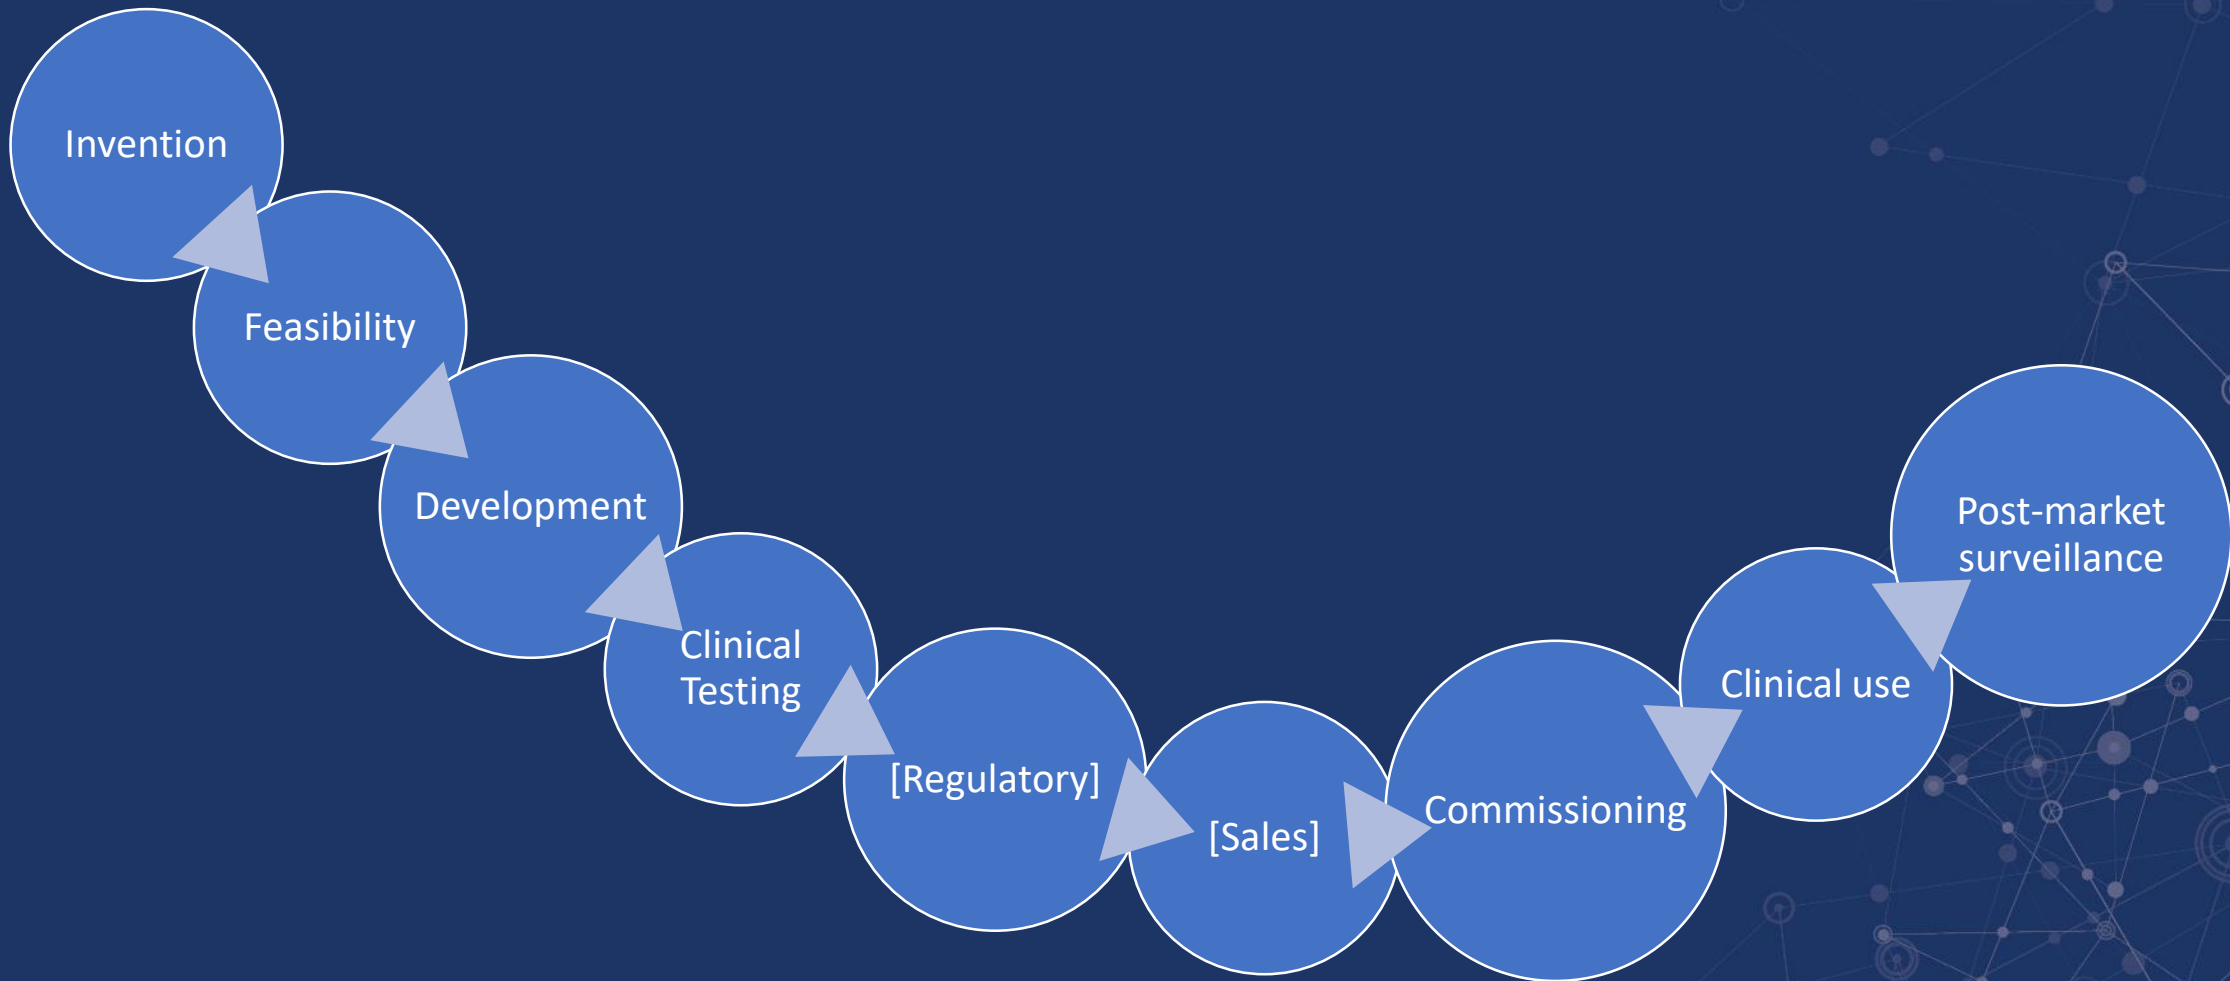 Invention
Feasibility
Development
Clinical
Testing
[Regulatory]
[Sales]
Commissioning
Clinical use
Post-market
surveillance